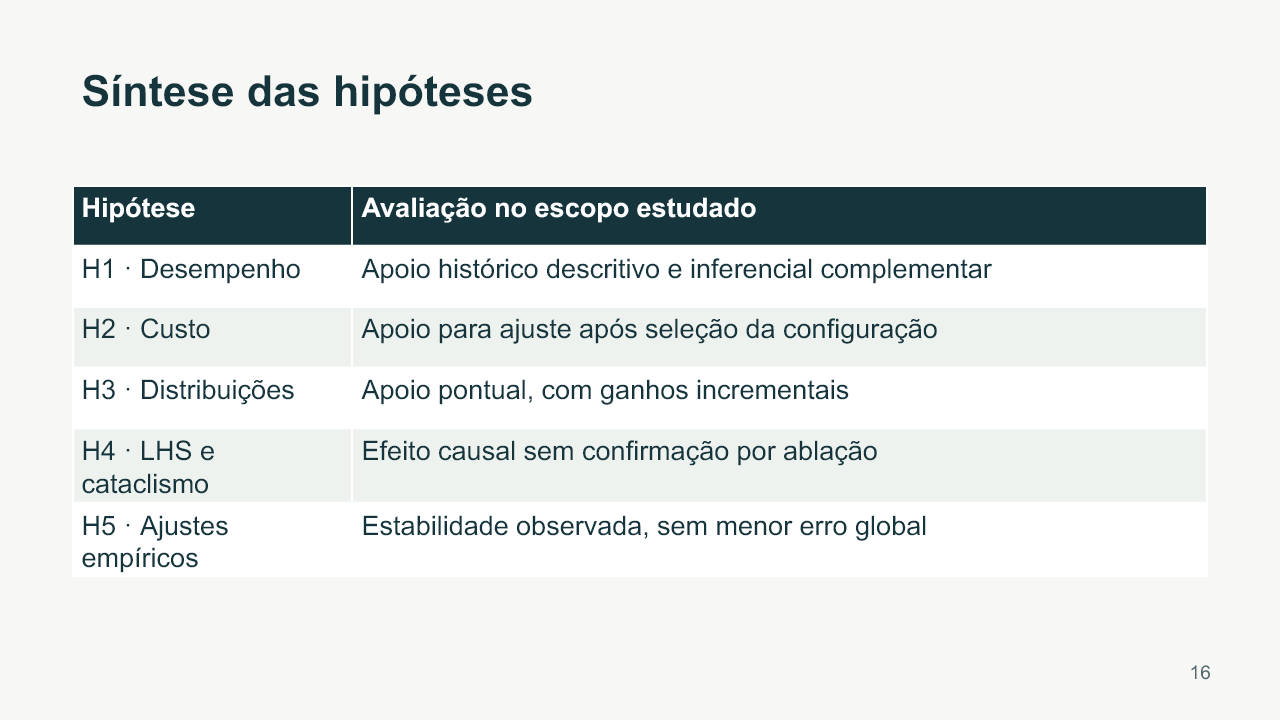 Síntese das hipóteses
Hipótese
Avaliação no escopo estudado
H1 · Desempenho
Apoio histórico descritivo e inferencial complementar
H2 · Custo
Apoio para ajuste após seleção da configuração
H3 · Distribuições
Apoio pontual, com ganhos incrementais
H4 · LHS e
cataclismo
Efeito causal sem confirmação por ablação
H5 · Ajustes
empíricos
Estabilidade observada, sem menor erro global
16